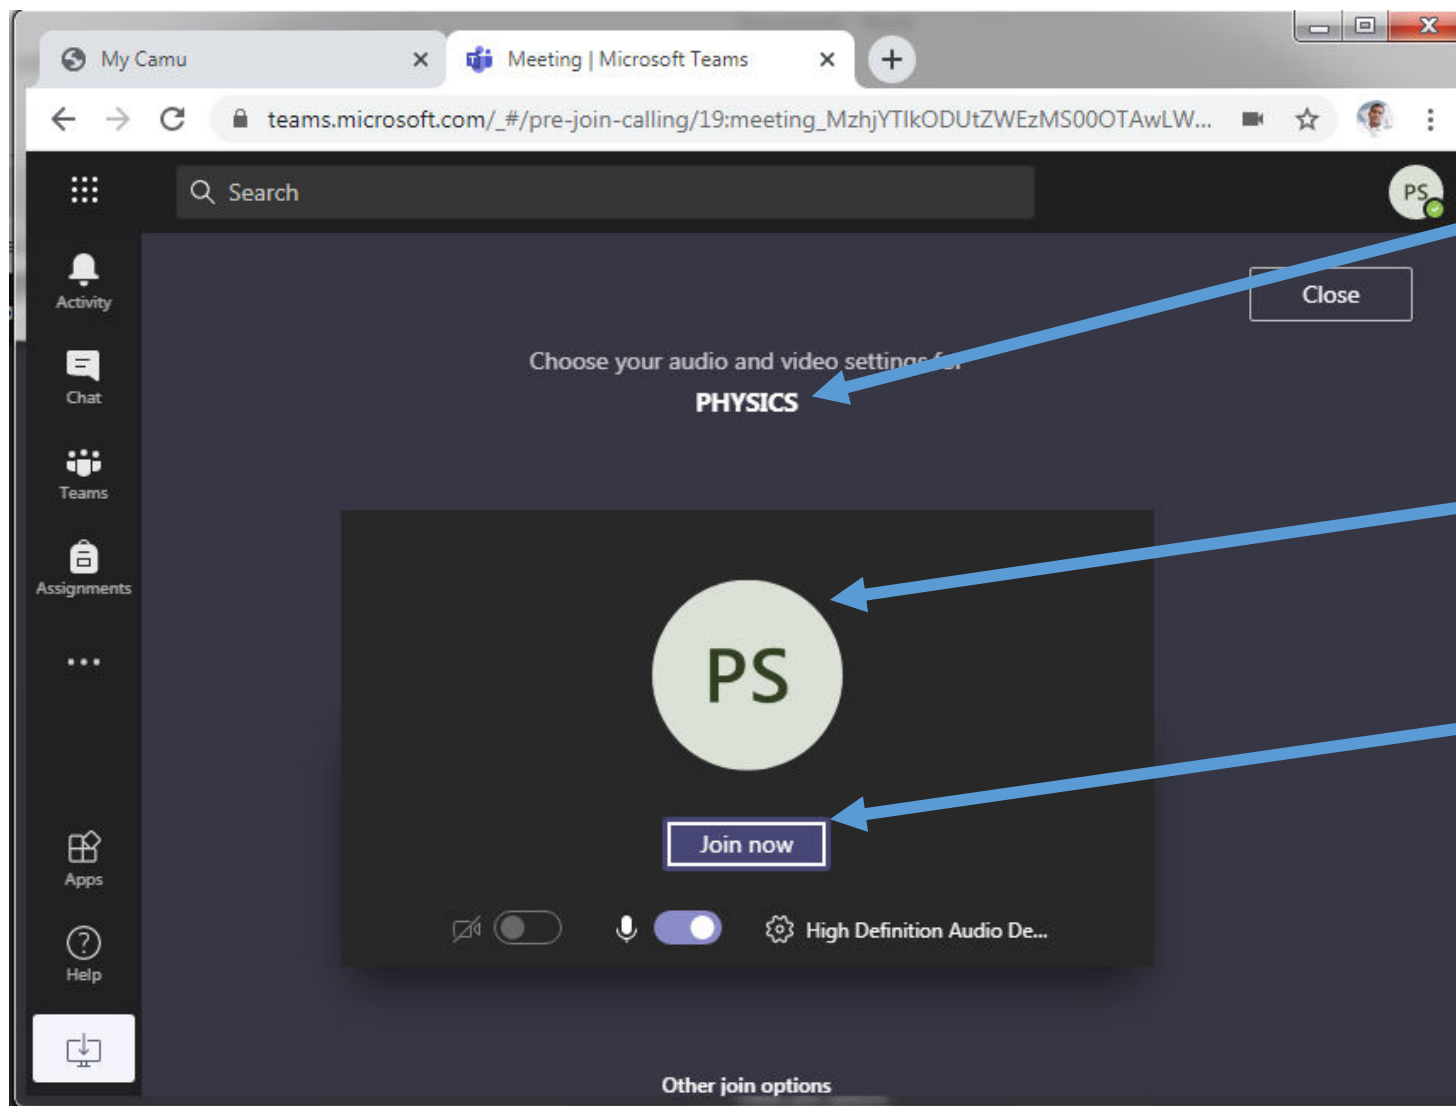 My Camu
Meeting | Microsoft Teams
teams.microsoft.com/_#/pre-join-calling/19:meeting_MzhjYTlkODUtZWEzMS00OTAwLW...
Search
PS
Activity
Close
Choose your audio and video settings for
PHYSICS
Chat
Teams
Assignments
PS
Join now
Apps
High Definition Audio De...
Help
Other join options